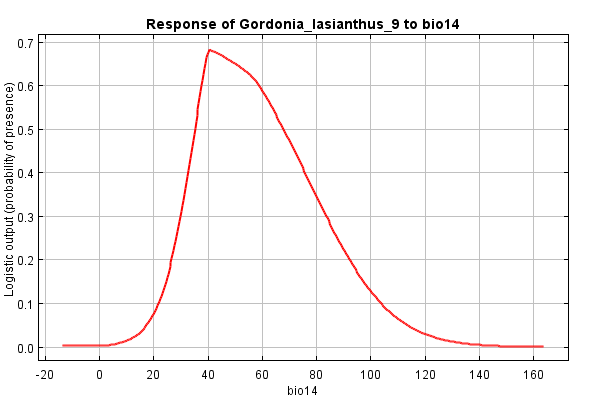 Response of Gordonia_lasianthus_9 to bio14
Logistic output (probability of presence)
0.7
0.6
0.5
0.4
0.3
0.2
0.1
0.0
-20 0 20 40 60 80 100 120 140 160
bio14